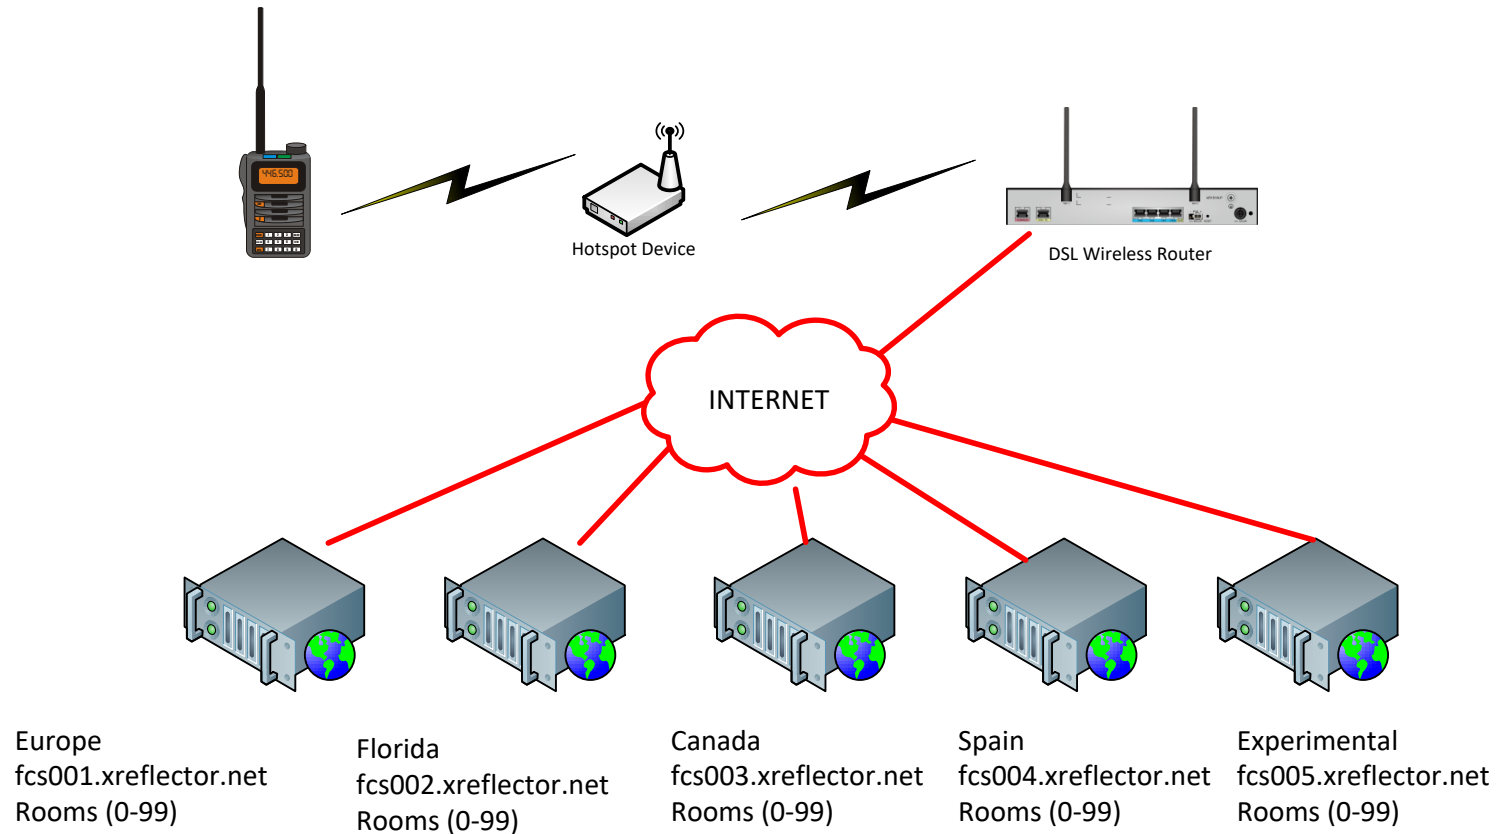 446.500
Hotspot Device
DSL Wireless Router
INTERNET
Europe
fcs001.xreflector.net
Rooms (0-99)
Florida
fcs002.xreflector.net
Rooms (0-99)
Canada
fcs003.xreflector.net
Rooms (0-99)
Spain
fcs004.xreflector.net
Rooms (0-99)
Experimental
fcs005.xreflector.net
Rooms (0-99)